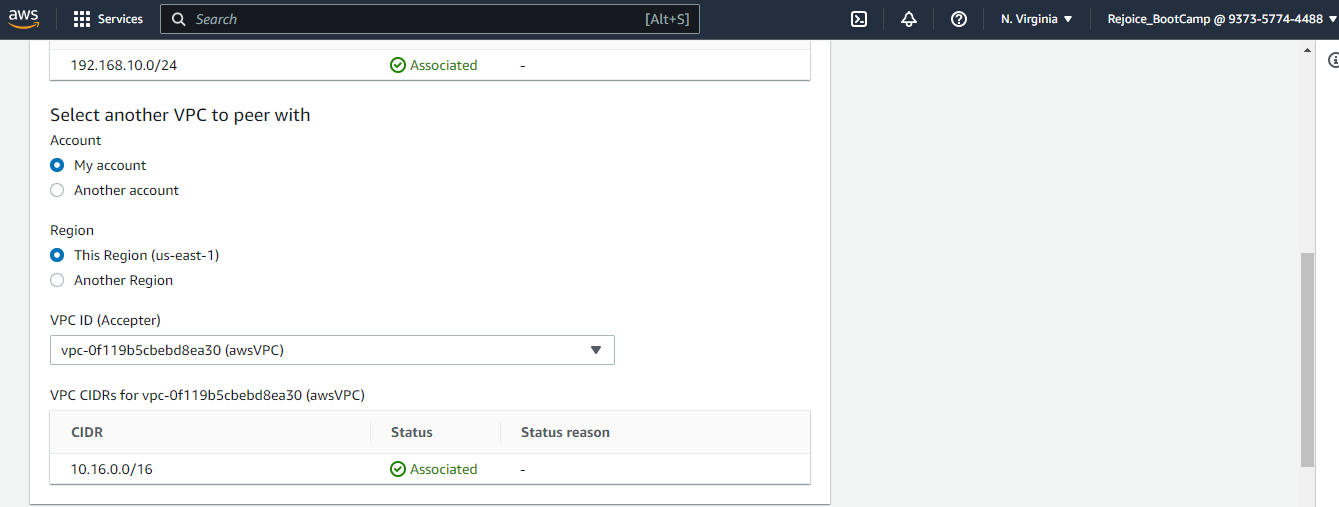 aws Services Search [Alt+S] N. Virginia Rejoice_BootCamp @ 9373-5774-4488
192.168.10.0/24 Associated -
Select another VPC to peer with
Account
My account
Another account
Region
This Region (us-east-1)
Another Region
VPC ID (Accepter)
vpc-0f119b5cbebd8ea30 (awsVPC)
VPC CIDRs for vpc-0f119b5cbebd8ea30 (awsVPC)
CIDR Status Status reason
10.16.0.0/16 Associated -